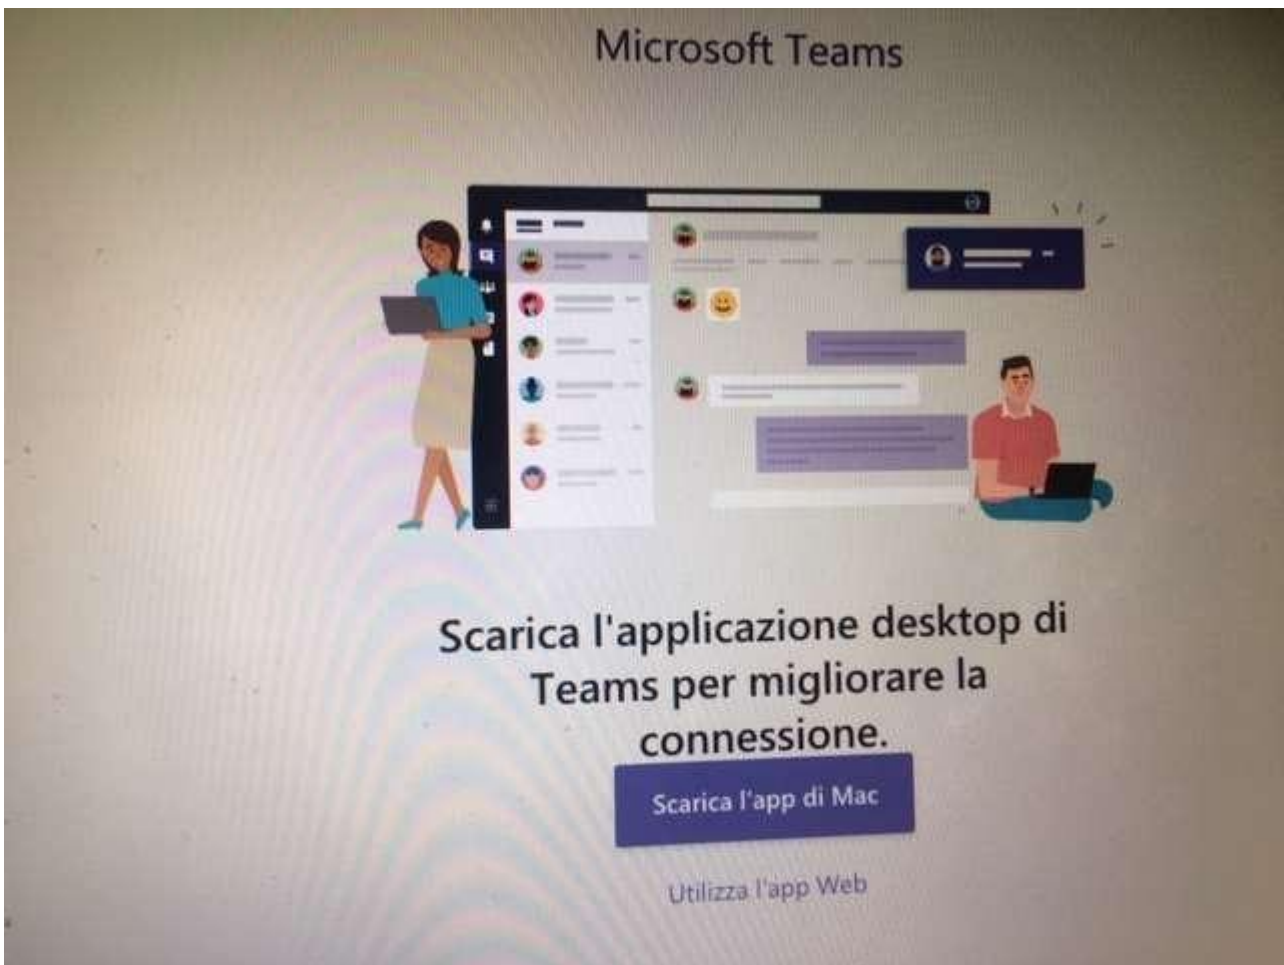 Microsoft Teams
Scarica l'applicazione desktop di
Teams per migliorare la
connessione.
Scarica l'app di Mac
Utilizza l'app Web